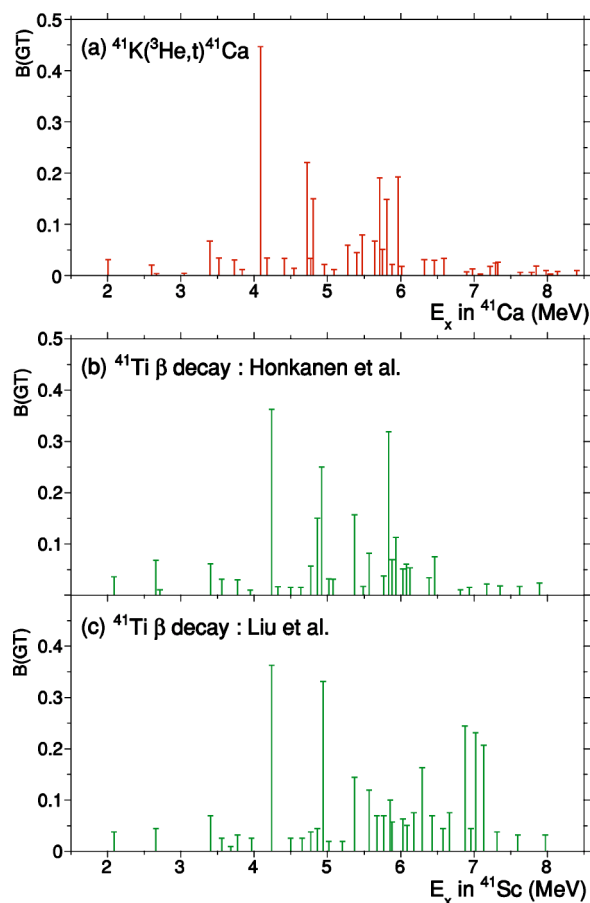 0.5
(a) ⁴¹K(³He,t)⁴¹Ca
B(GT)
0.4
0.3
0.2
0.1
0
2 3 4 5 6 7 8
Eₓ in ⁴¹Ca (MeV)
0.5
(b) ⁴¹Ti β decay : Honkanen et al.
B(GT)
0.4
0.3
0.2
0.1
(c) ⁴¹Ti β decay : Liu et al.
B(GT)
0.4
0.3
0.2
0.1
0
2 3 4 5 6 7 8
Eₓ in ⁴¹Sc (MeV)